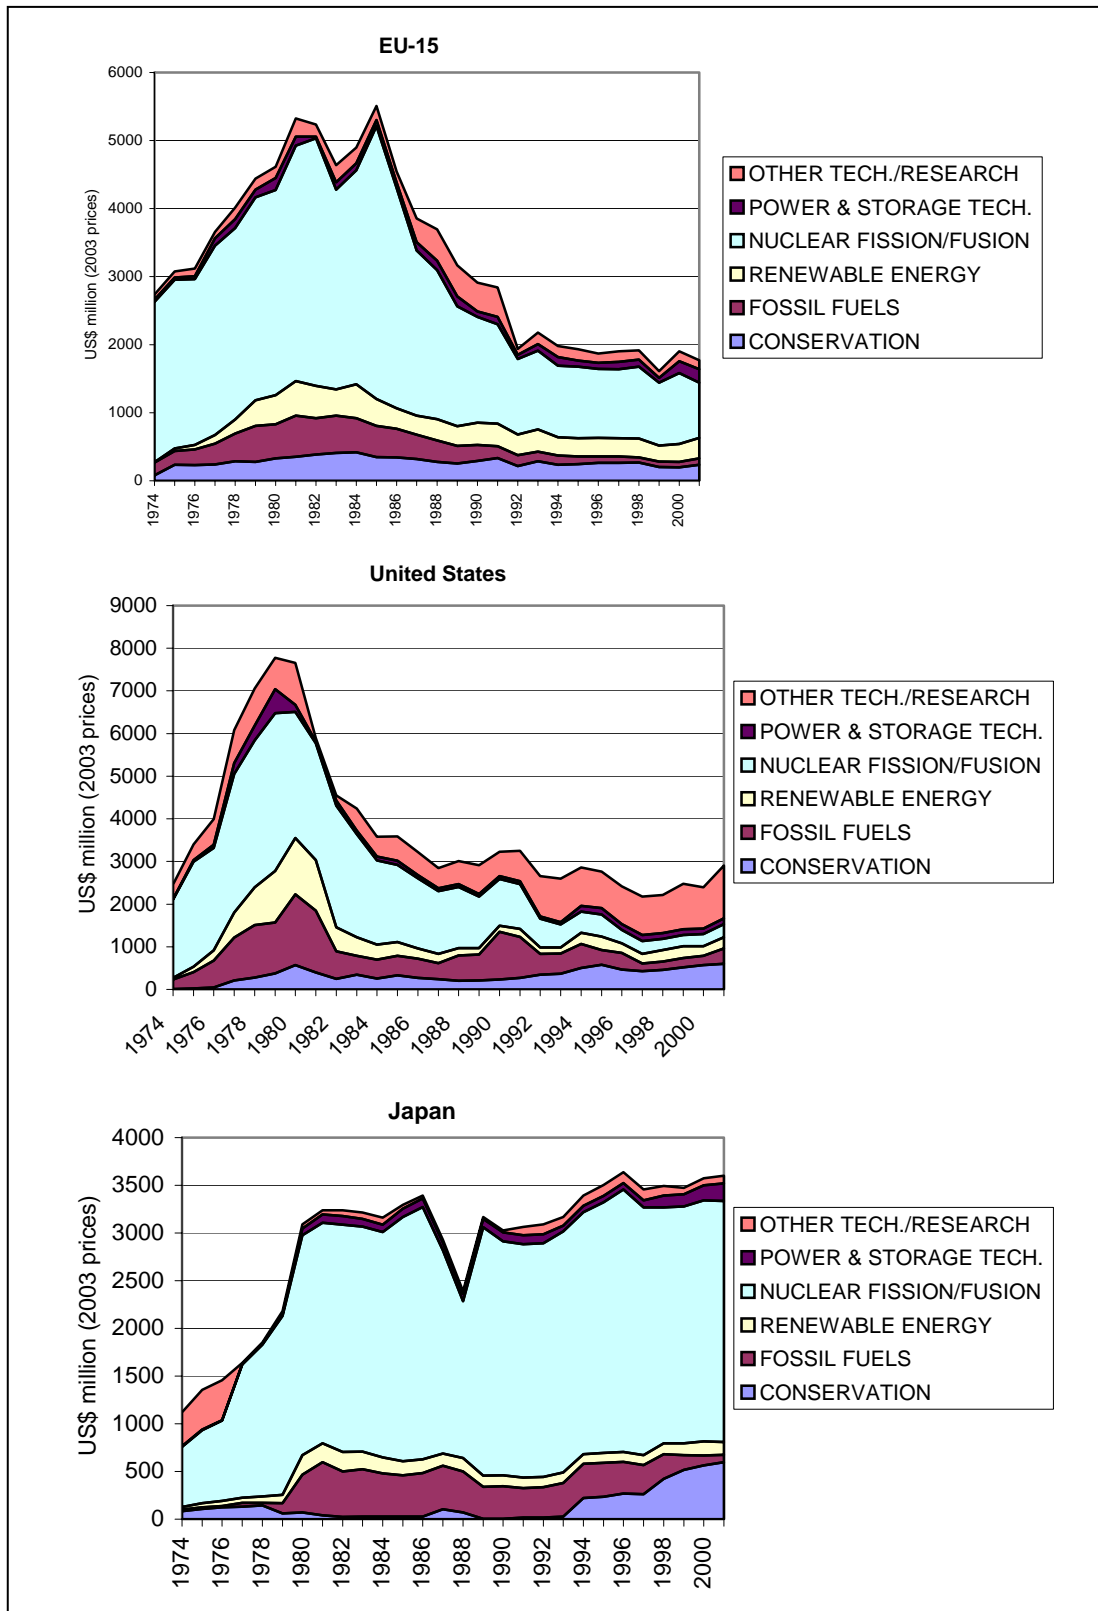 EU-15
6000
5000
4000
3000
2000
1000
0
US$ million (2003 prices)
1974
1976
1978
1980
1982
1984
1986
1988
1990
1992
1994
1996
1998
2000
OTHER TECH./RESEARCH
POWER & STORAGE TECH.
NUCLEAR FISSION/FUSION
RENEWABLE ENERGY
FOSSIL FUELS
CONSERVATION
United States
9000
8000
7000
6000
5000
4000
3000
2000
1000
0
US$ million (2003 prices)
1974
1976
1978
1980
1982
1984
1986
1988
1990
1992
1994
1996
1998
2000
OTHER TECH./RESEARCH
POWER & STORAGE TECH.
NUCLEAR FISSION/FUSION
RENEWABLE ENERGY
FOSSIL FUELS
CONSERVATION
Japan
4000
3500
3000
2500
2000
1500
1000
500
0
US$ million (2003 prices)
1974
1976
1978
1980
1982
1984
1986
1988
1990
1992
1994
1996
1998
2000
OTHER TECH./RESEARCH
POWER & STORAGE TECH.
NUCLEAR FISSION/FUSION
RENEWABLE ENERGY
FOSSIL FUELS
CONSERVATION